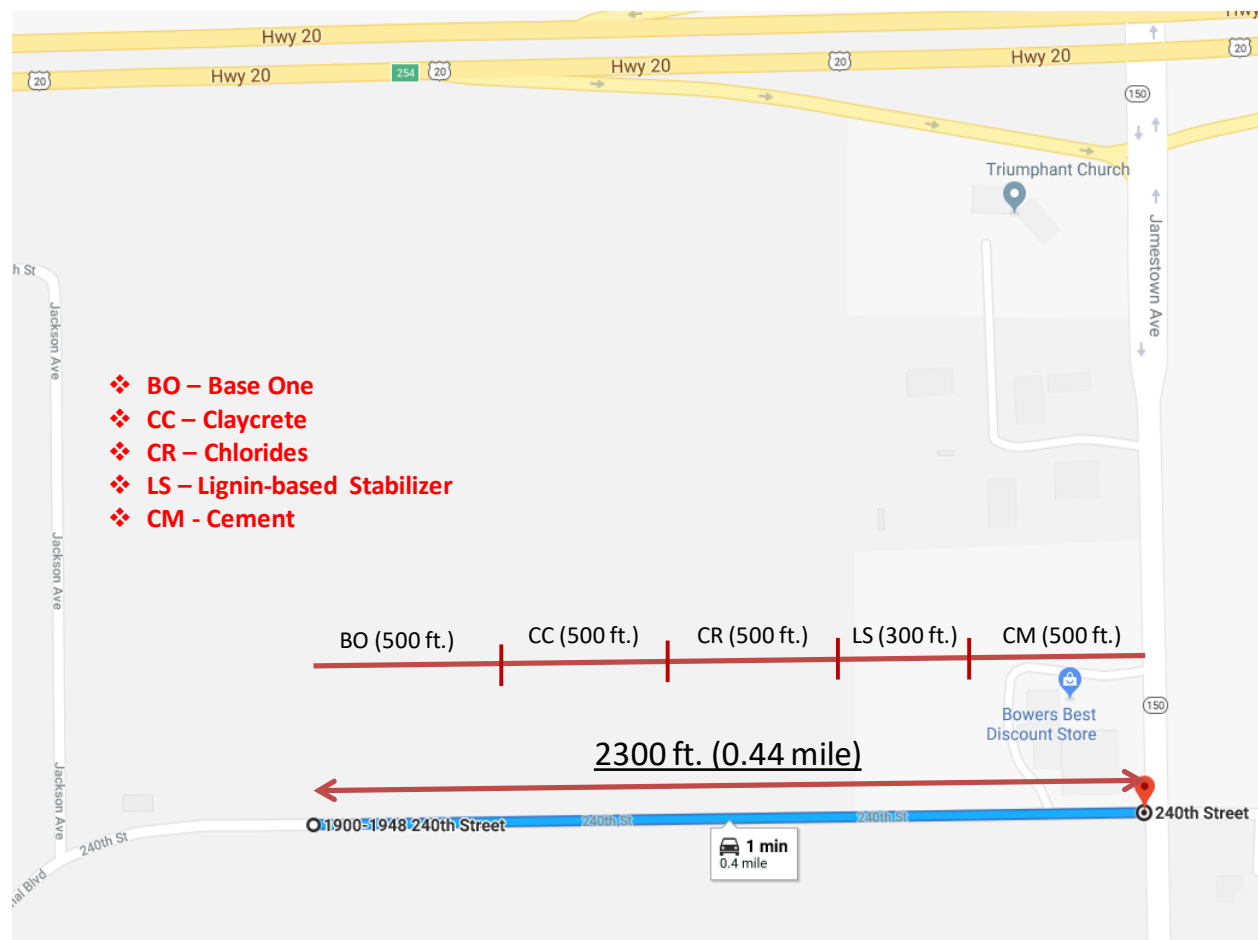 Hwy 20
Hwy
20
Hwy 20
254
20
Hwy 20
20
Hwy 20
20
150
Triumphant Church
Jamestown Ave
h St
Jackson Ave
❖ BO – Base One
❖ CC – Claycrete
❖ CR – Chlorides
❖ LS – Lignin-based Stabilizer
❖ CM - Cement
Jackson Ave
BO (500 ft.)
CC (500 ft.)
CR (500 ft.)
LS (300 ft.)
CM (500 ft.)
Bowers Best
Discount Store
150
2300 ft. (0.44 mile)
Jackson Ave
1900-1948 240th Street
240th St
240th St
240th Street
240th St
1 min
0.4 mile